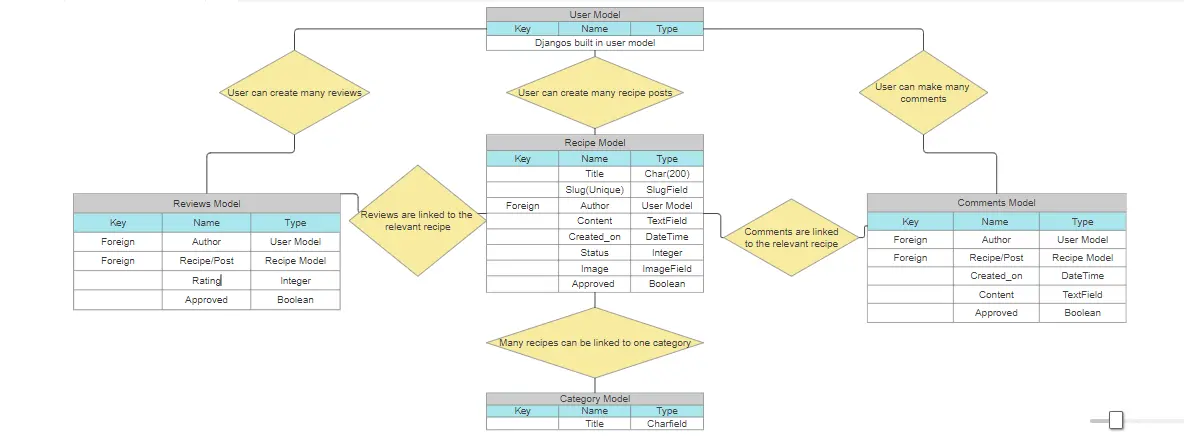 User Model
Key Name Type
Djangos built in user model
User can create many reviews
User can create many recipe posts
User can make many
comments
Recipe Model
Key Name Type
Title Char(200)
Slug(Unique) SlugField
Foreign Author User Model
Content TextField
Created_on DateTime
Status Integer
Image ImageField
Approved Boolean
Reviews Model
Key Name Type
Foreign Author User Model
Foreign Recipe/Post Recipe Model
Rating Integer
Approved Boolean
Reviews are linked to the
relevant recipe
Comments are linked
to the relevant recipe
Comments Model
Key Name Type
Foreign Author User Model
Foreign Recipe/Post Recipe Model
Created_on DateTime
Content TextField
Approved Boolean
Many recipes can be linked to one category
Category Model
Key Name Type
Title Charfield